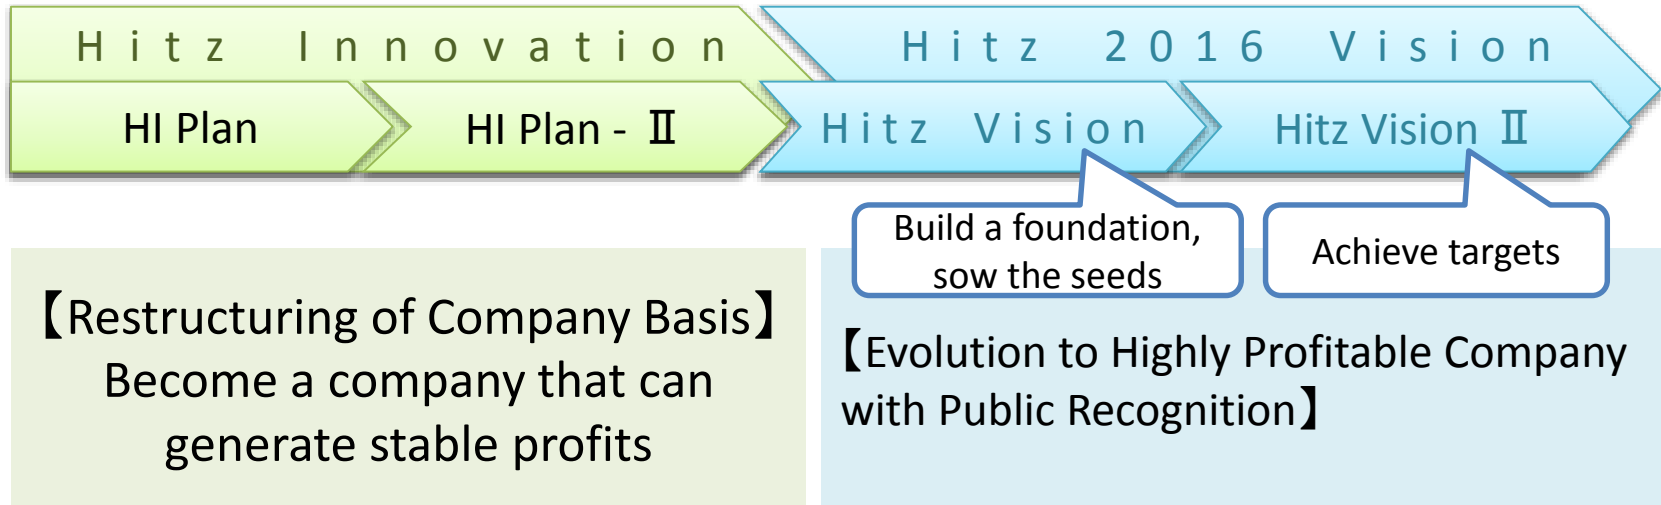 Hitz Innovation
Hitz 2016 Vision
HI Plan
HI Plan - Ⅱ
Hitz Vision
Hitz Vision Ⅱ
Build a foundation,
sow the seeds
Achieve targets
【Restructuring of Company Basis】
Become a company that can
generate stable profits
【Evolution to Highly Profitable Company
with Public Recognition】